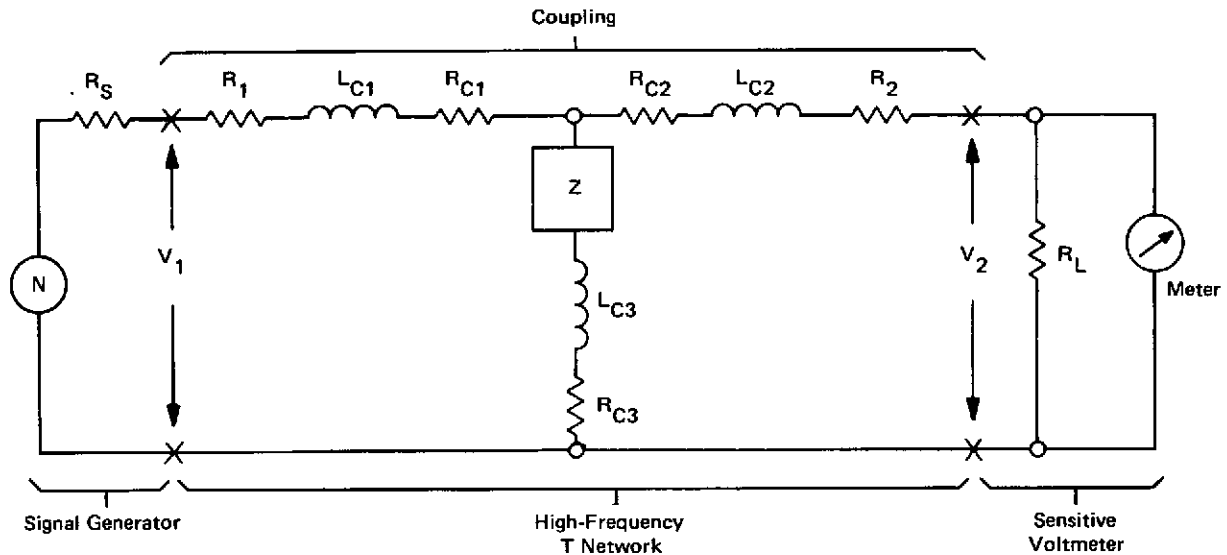 Coupling
R_S
R_1
L_C1
R_C1
R_C2
L_C2
R_2
N
V_1
Z
L_C3
R_C3
V_2
R_L
Meter
Signal Generator
High-Frequency
T Network
Sensitive
Voltmeter